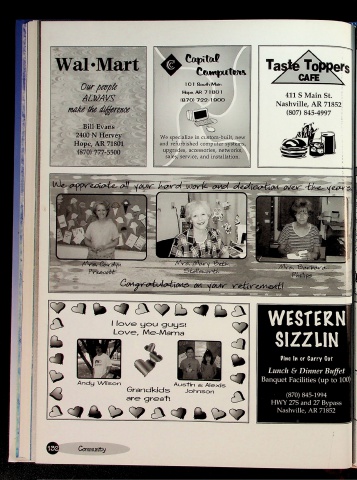 Wal•Mart
Our people
ALWAYS
make the difference
Bill Evans
2400 N Hervey
Hope, AR 71801
(870) 777-5500
C
Capital
Computers
101 South Main
Hope, AR 71801
(870) 722-1900
We specialize in custom-built, new
and refurbished computer systems,
upgrades, accessories, networks,
sales, service, and installation.
Taste Toppers
CAFE
411 S Main St.
Nashville, AR 71852
(807) 845-4997
We appreciate all your hard work and dedication over the years
Mrs. Carolyn
Prewett
Mrs. Mary Beth
Mrs. Barbara
Philips
Congratulations on your retirement!
I love you guys!
Love, Me-Mama
Andy Wilson
Austin & Alexis
Johnson
Grandkids
are great!
WESTERN
SIZZLIN
Dine In or Carry Out
Lunch & Dinner Buffet
Banquet Facilities (up to 100)
(870) 845-1994
HWY 27S and 27 Bypass
Nashville, AR 71852
152
Community